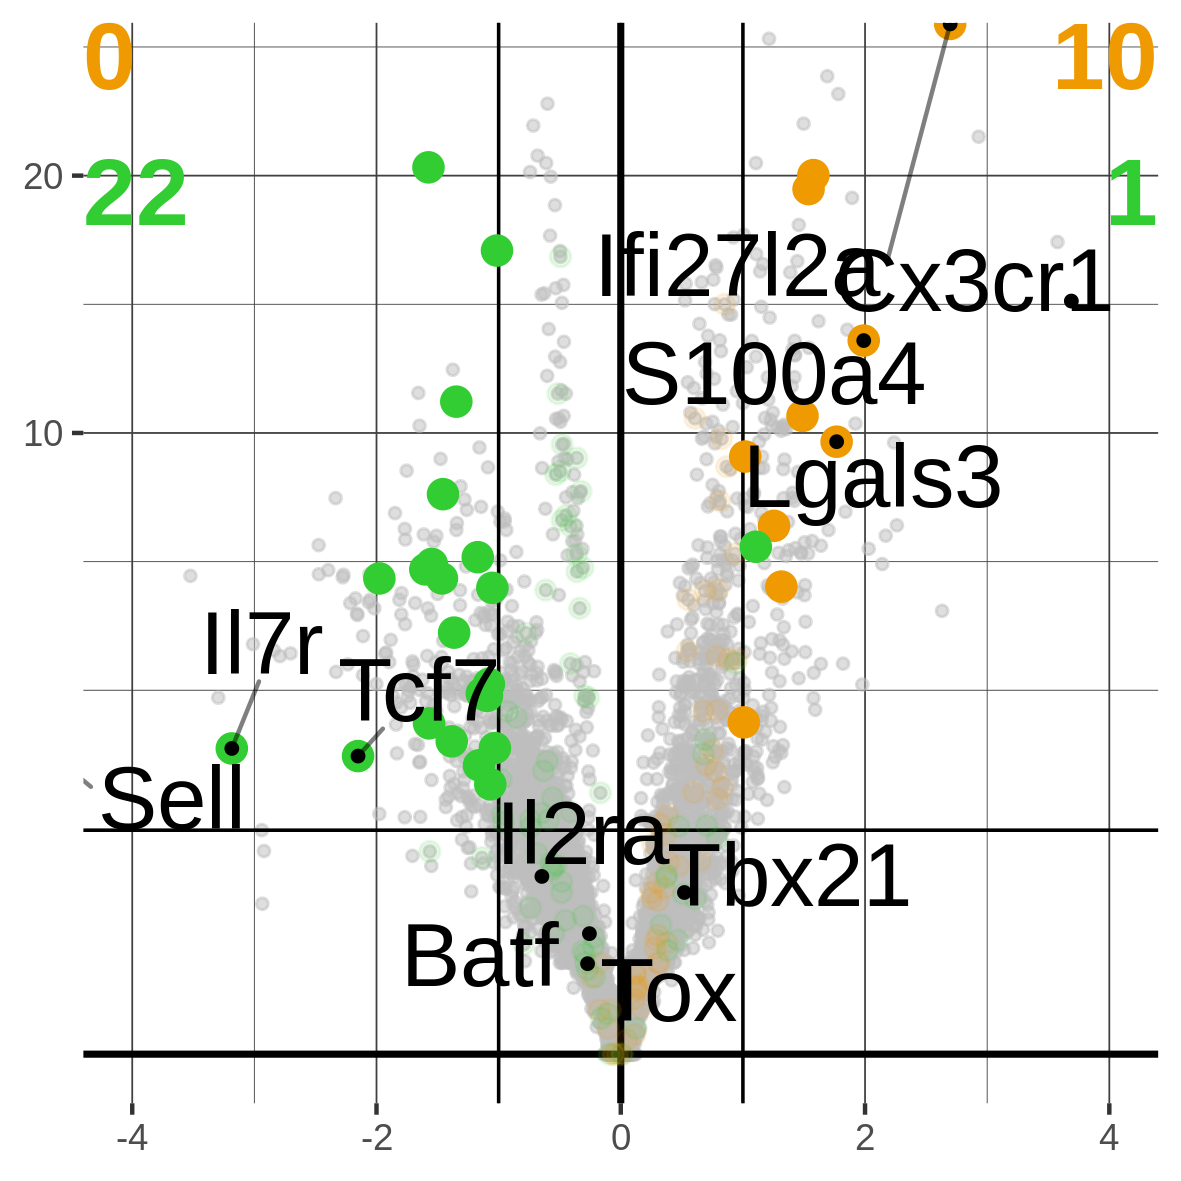 0
10
20
22
1
Ifi27l2a
Cx3cr1
S100a4
10
Lgals3
Il7r
Tcf7
Sell
Il2ra
Tbx21
Batf
Tox
-4
-2
0
2
4